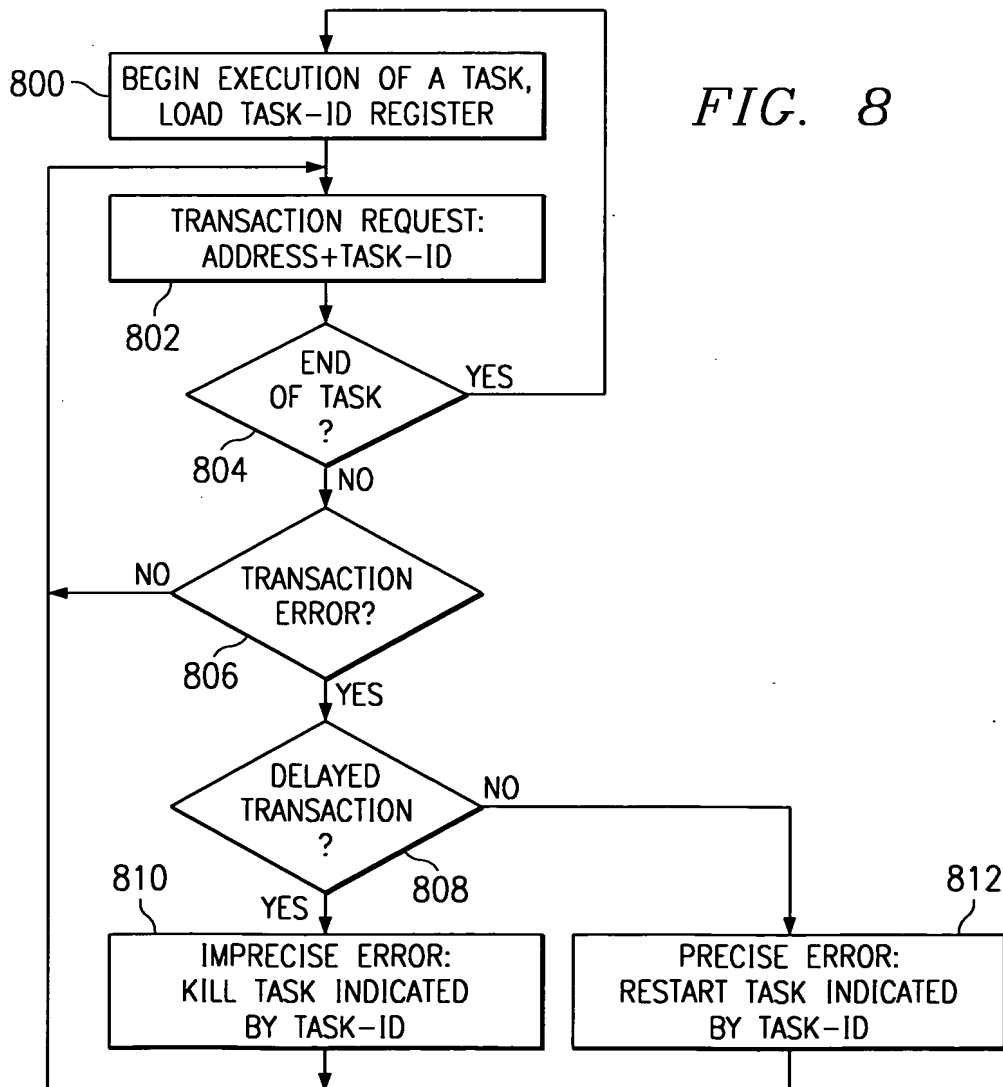 FIG. 8
800
BEGIN EXECUTION OF A TASK,
LOAD TASK-ID REGISTER
TRANSACTION REQUEST:
ADDRESS+TASK-ID
802
END
OF TASK
?
YES
804
NO
TRANSACTION
ERROR?
NO
806
YES
DELAYED
TRANSACTION
?
NO
808
YES
810
IMPRECISE ERROR:
KILL TASK INDICATED
BY TASK-ID
812
PRECISE ERROR:
RESTART TASK INDICATED
BY TASK-ID